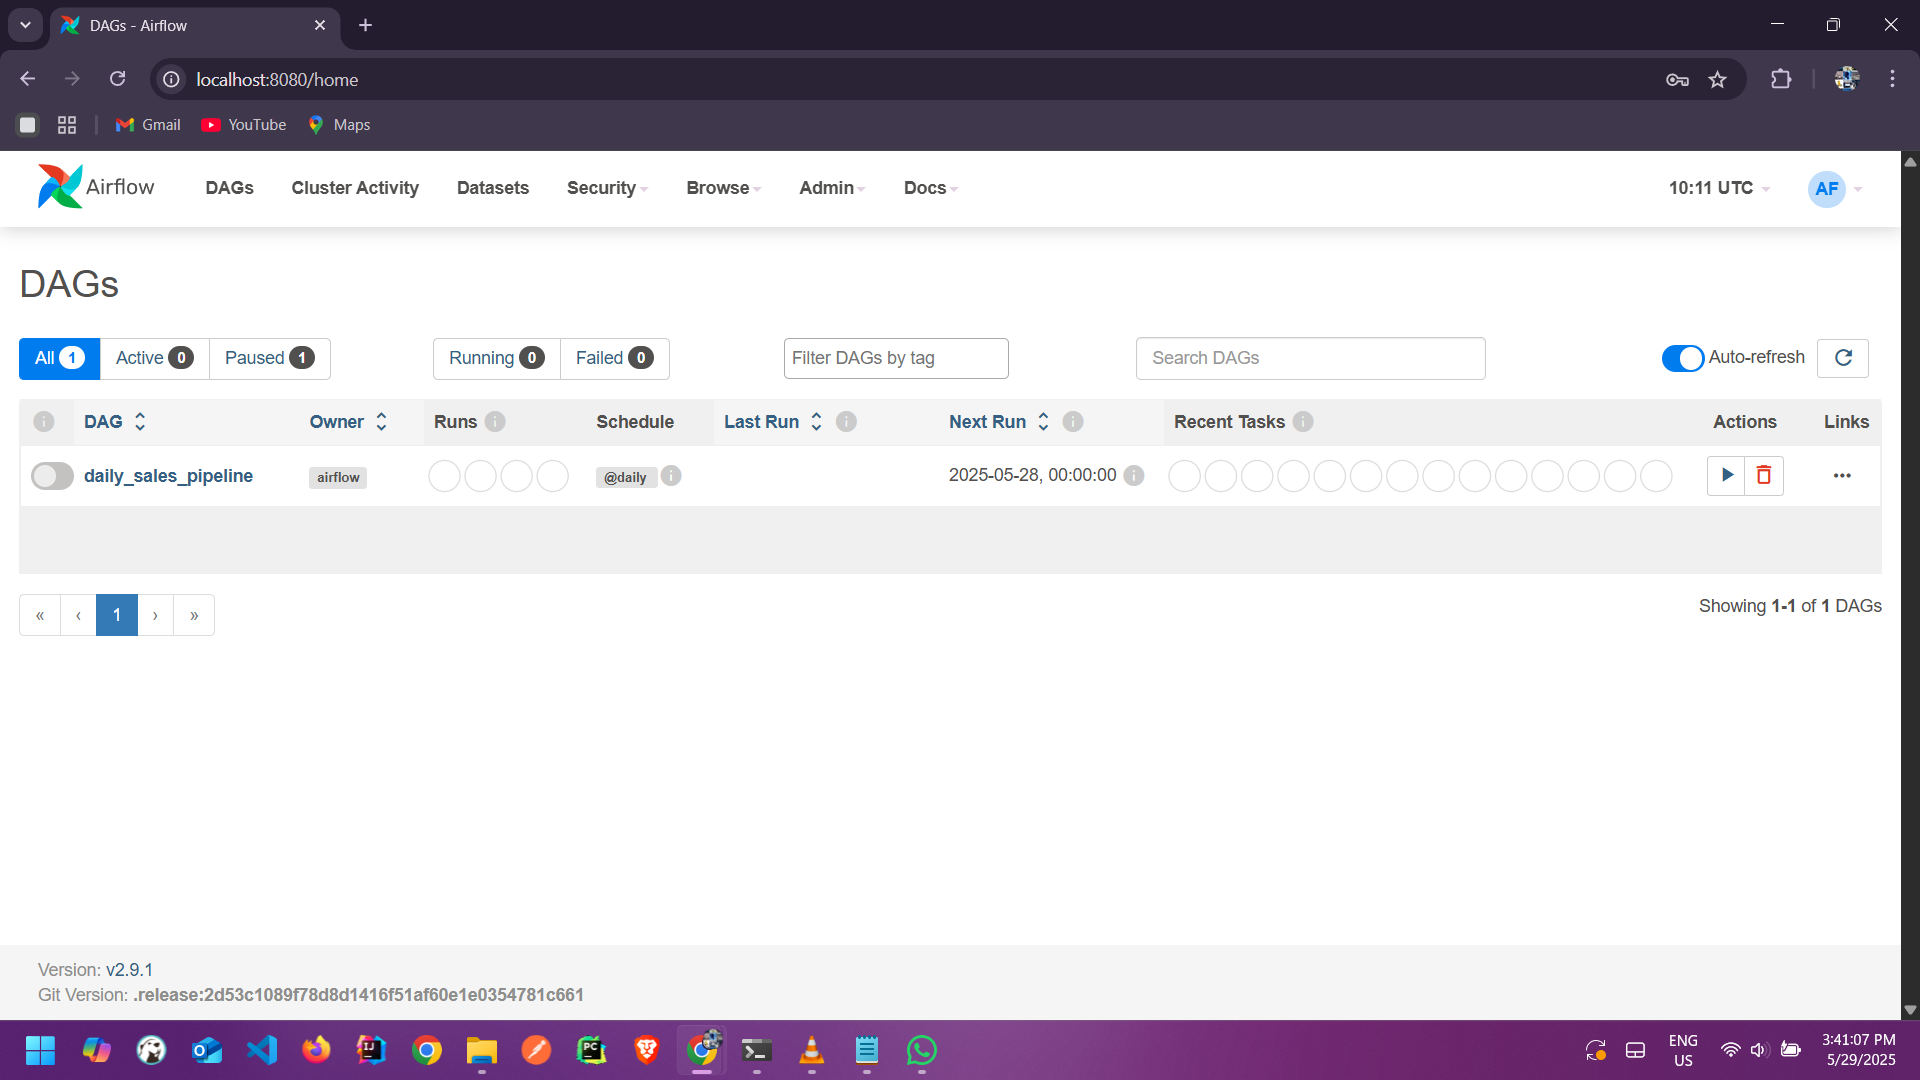 DAGs - Airflow
localhost:8080/home
Gmail YouTube Maps
Airflow DAGs Cluster Activity Datasets Security Browse Admin Docs 10:11 UTC AF
DAGs
All 1 Active 0 Paused 1 Running 0 Failed 0 Filter DAGs by tag Search DAGs Auto-refresh
i DAG Owner Runs i Schedule Last Run i Next Run i Recent Tasks i Actions Links
daily_sales_pipeline airflow @daily i 2025-05-28, 00:00:00 i
« ‹ 1 › » Showing 1-1 of 1 DAGs
Version: v2.9.1
Git Version: .release:2d53c1089f78d8d1416f51af60e1e0354781c661
ENG 3:41:07 PM
US 5/29/2025